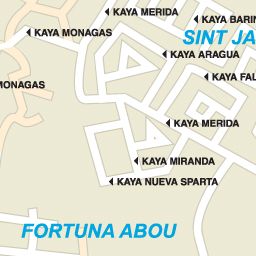 KAYA MERIDA
KAYA BARIN
KAYA MONAGAS
SINT JA
KAYA ARAGUA
KAYA FAL
MONAGAS
KAYA MERIDA
KAYA MIRANDA
KAYA NUEVA SPARTA
FORTUNA ABOU